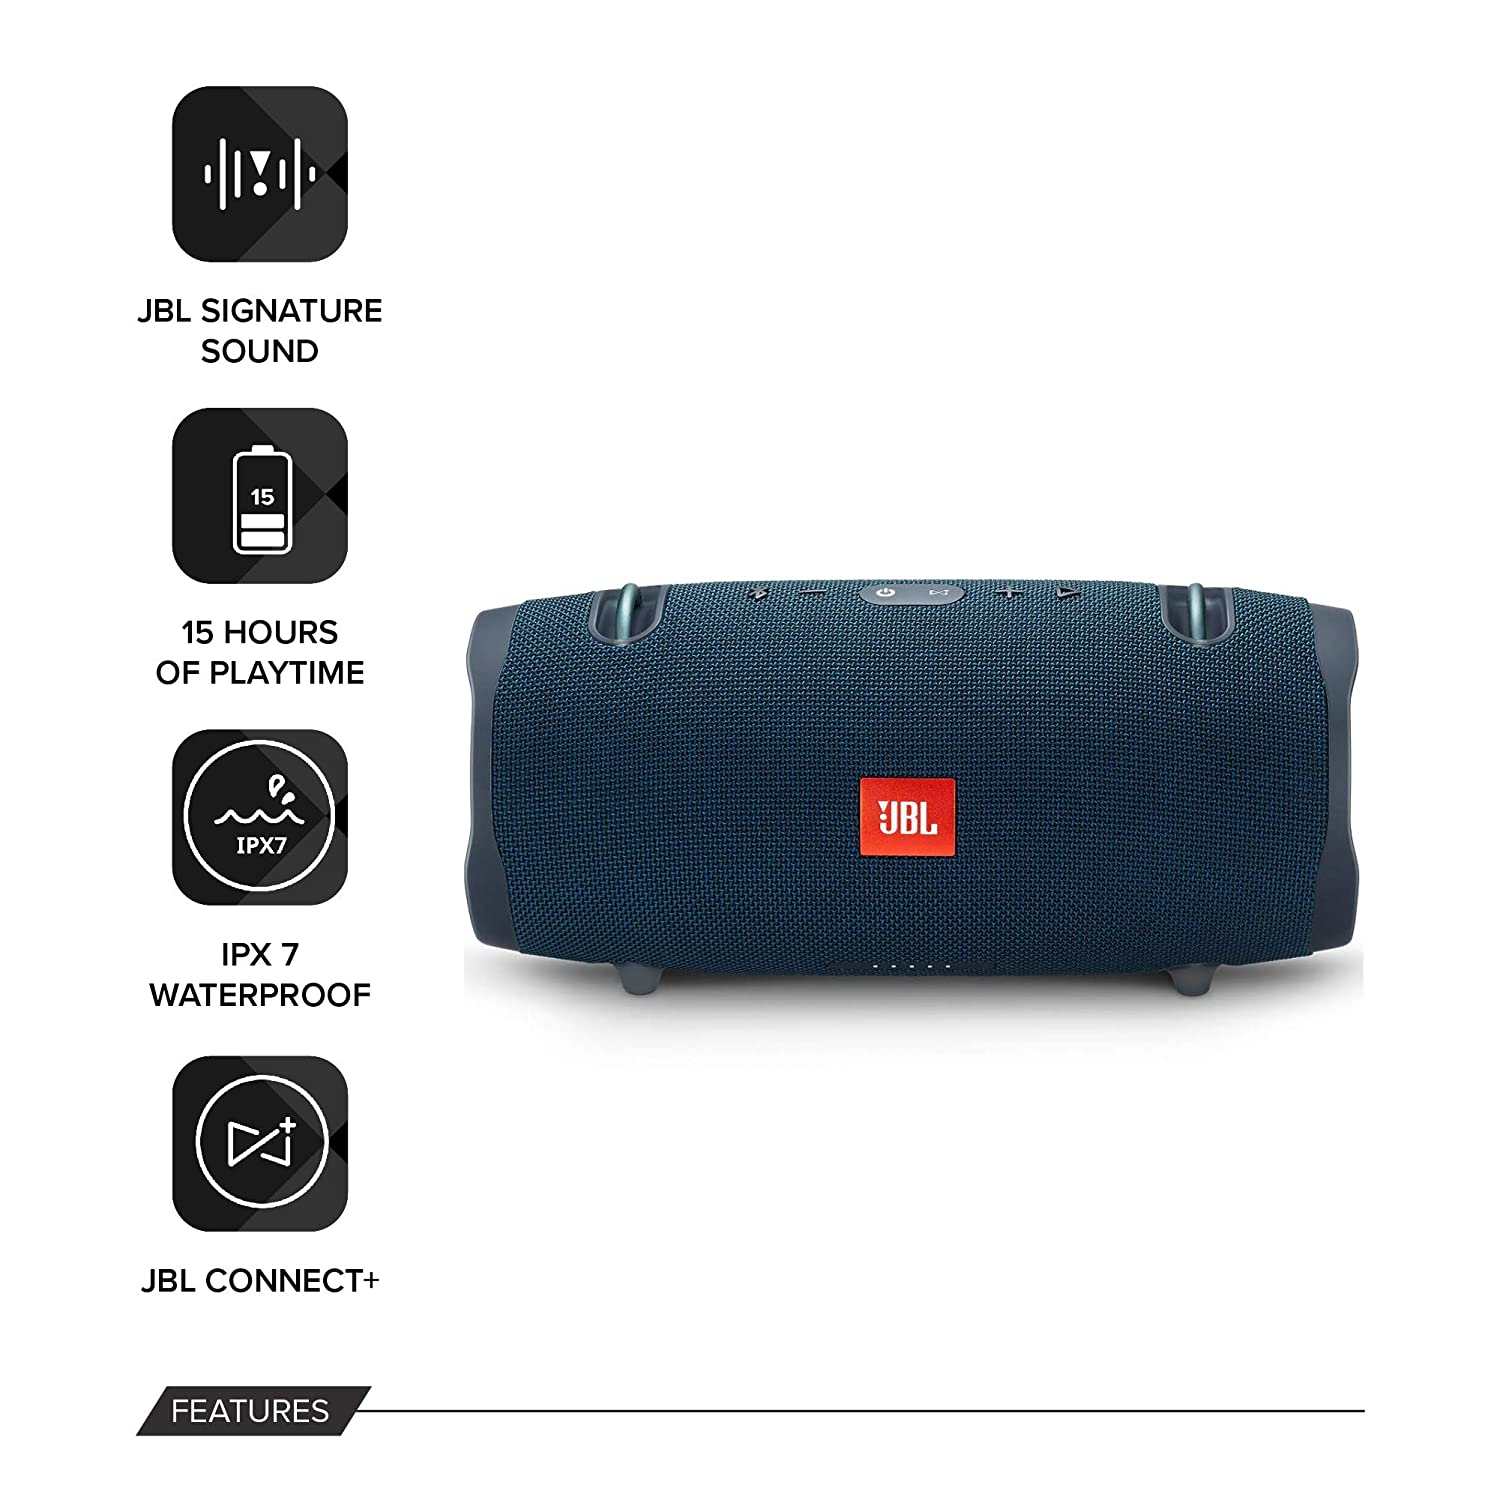 JBL SIGNATURE
SOUND
15
15 HOURS
OF PLAYTIME
IPX7
IPX 7
WATERPROOF
JBL CONNECT+
JBL
FEATURES